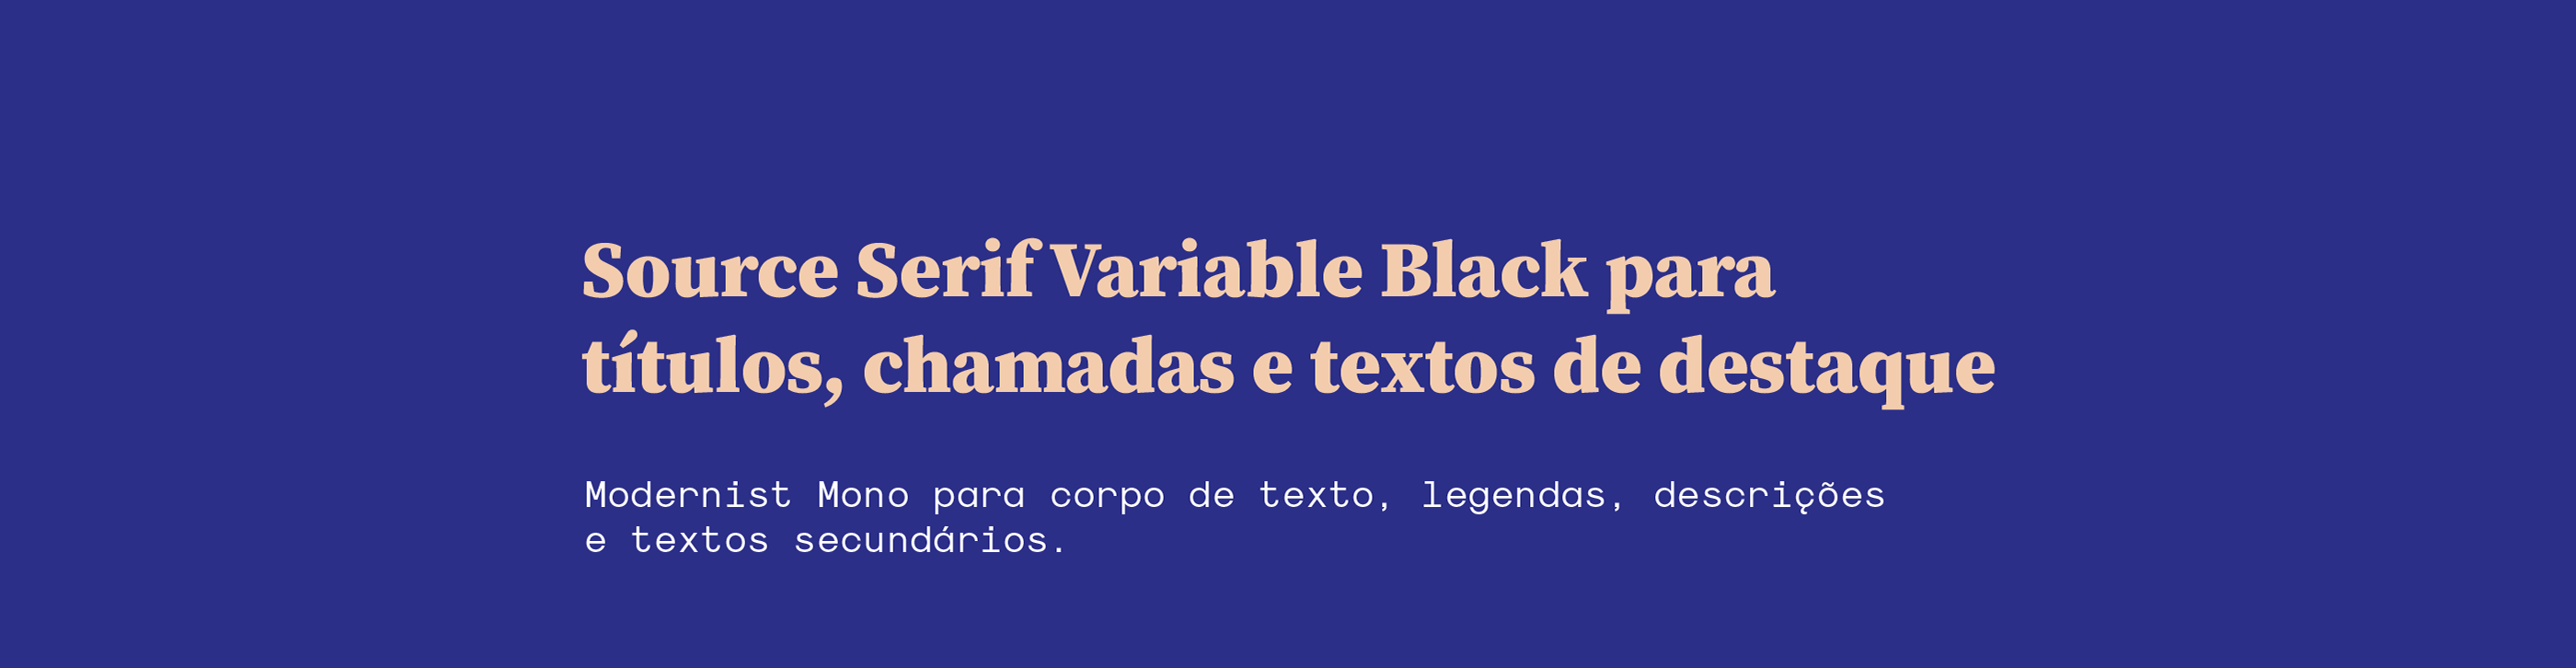 Source Serif Variable Black para
títulos, chamadas e textos de destaque
Modernist Mono para corpo de texto, legendas, descrições
e textos secundários.